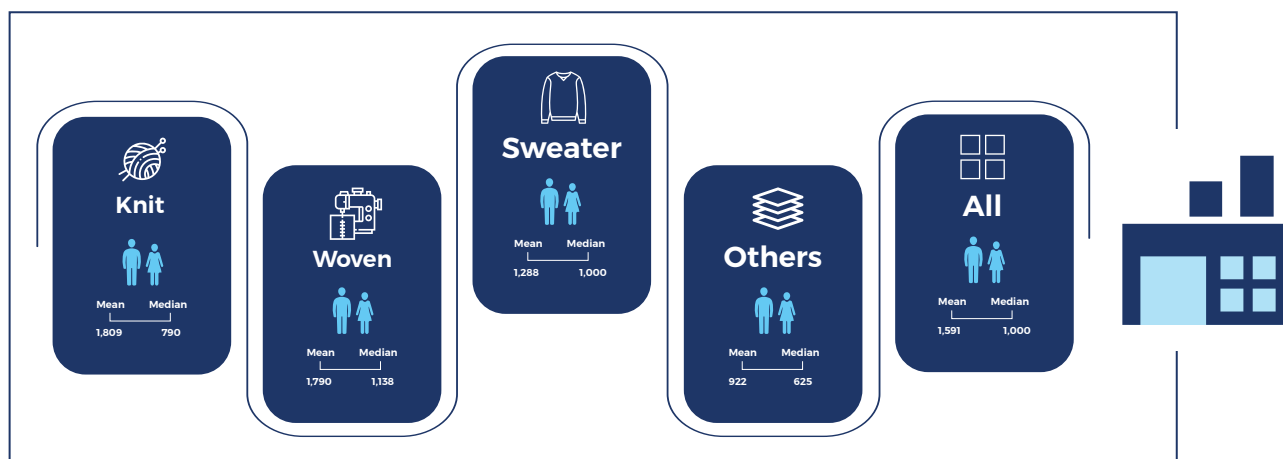 Knit
Mean Median
1,809 790
Woven
Mean Median
1,790 1,138
Sweater
Mean Median
1,288 1,000
Others
Mean Median
922 625
All
Mean Median
1,591 1,000